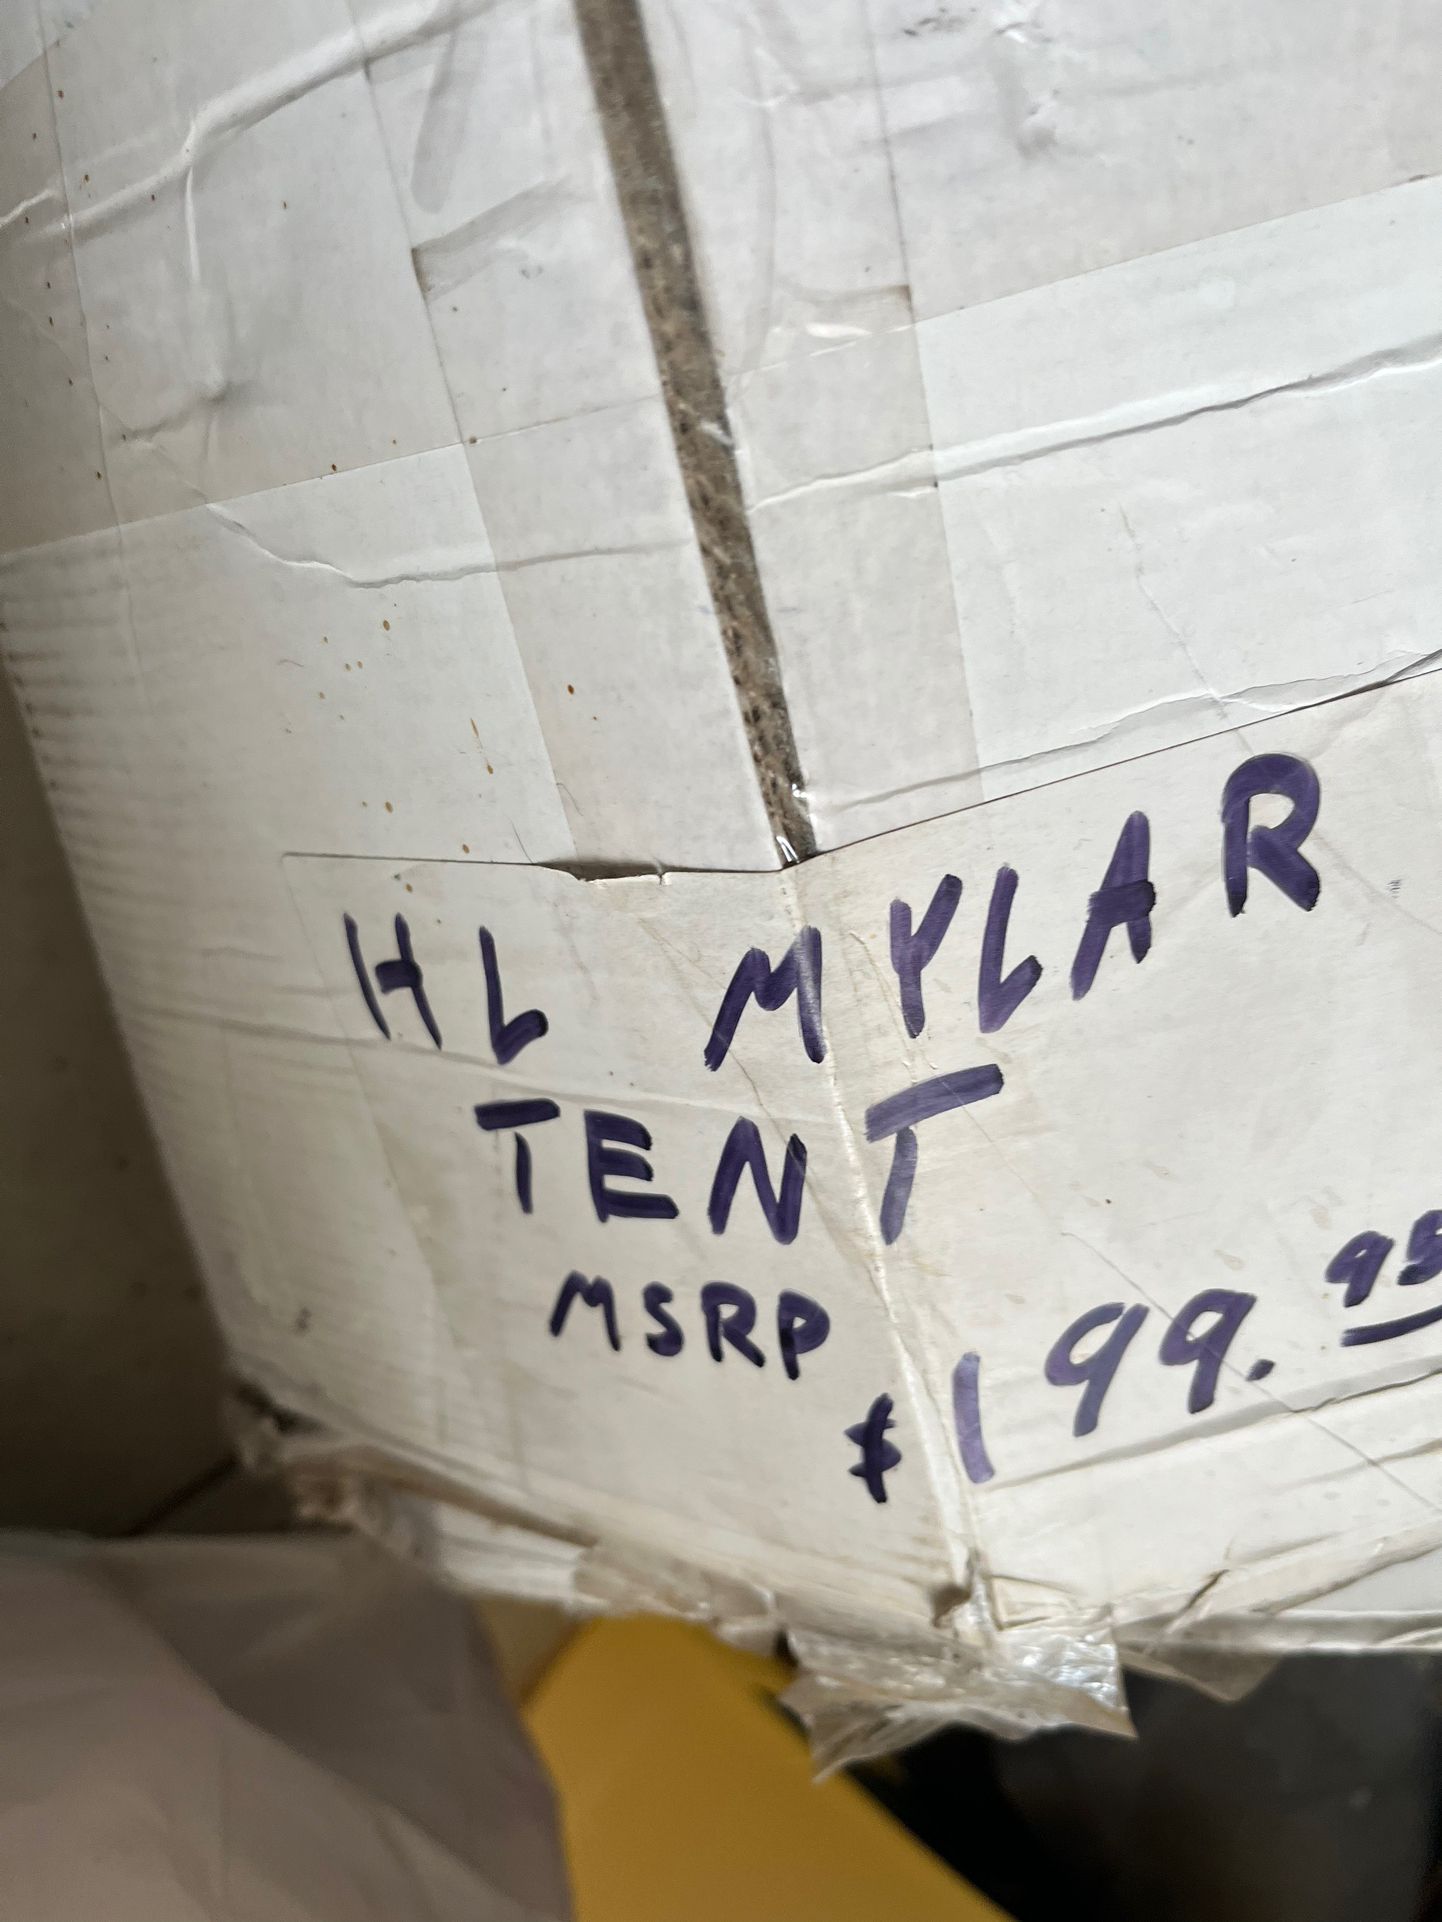 HL MYLAR
TENT
MSRP
$199.95